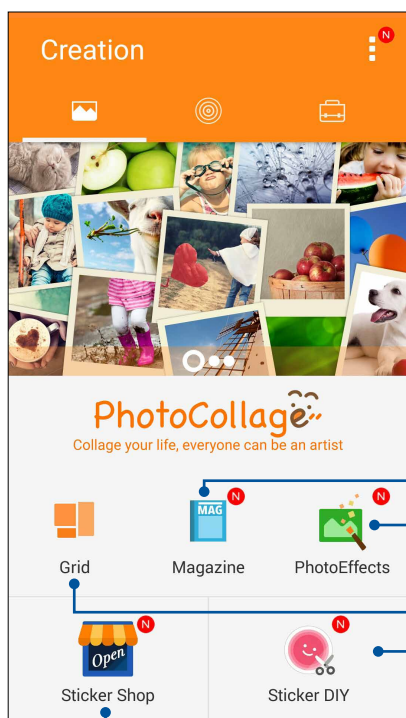 Creation
N
PhotoCollage
Collage your life, everyone can be an artist
N
N
MAG
Grid
Magazine
PhotoEffects
N
N
Open
Sticker Shop
Sticker DIY